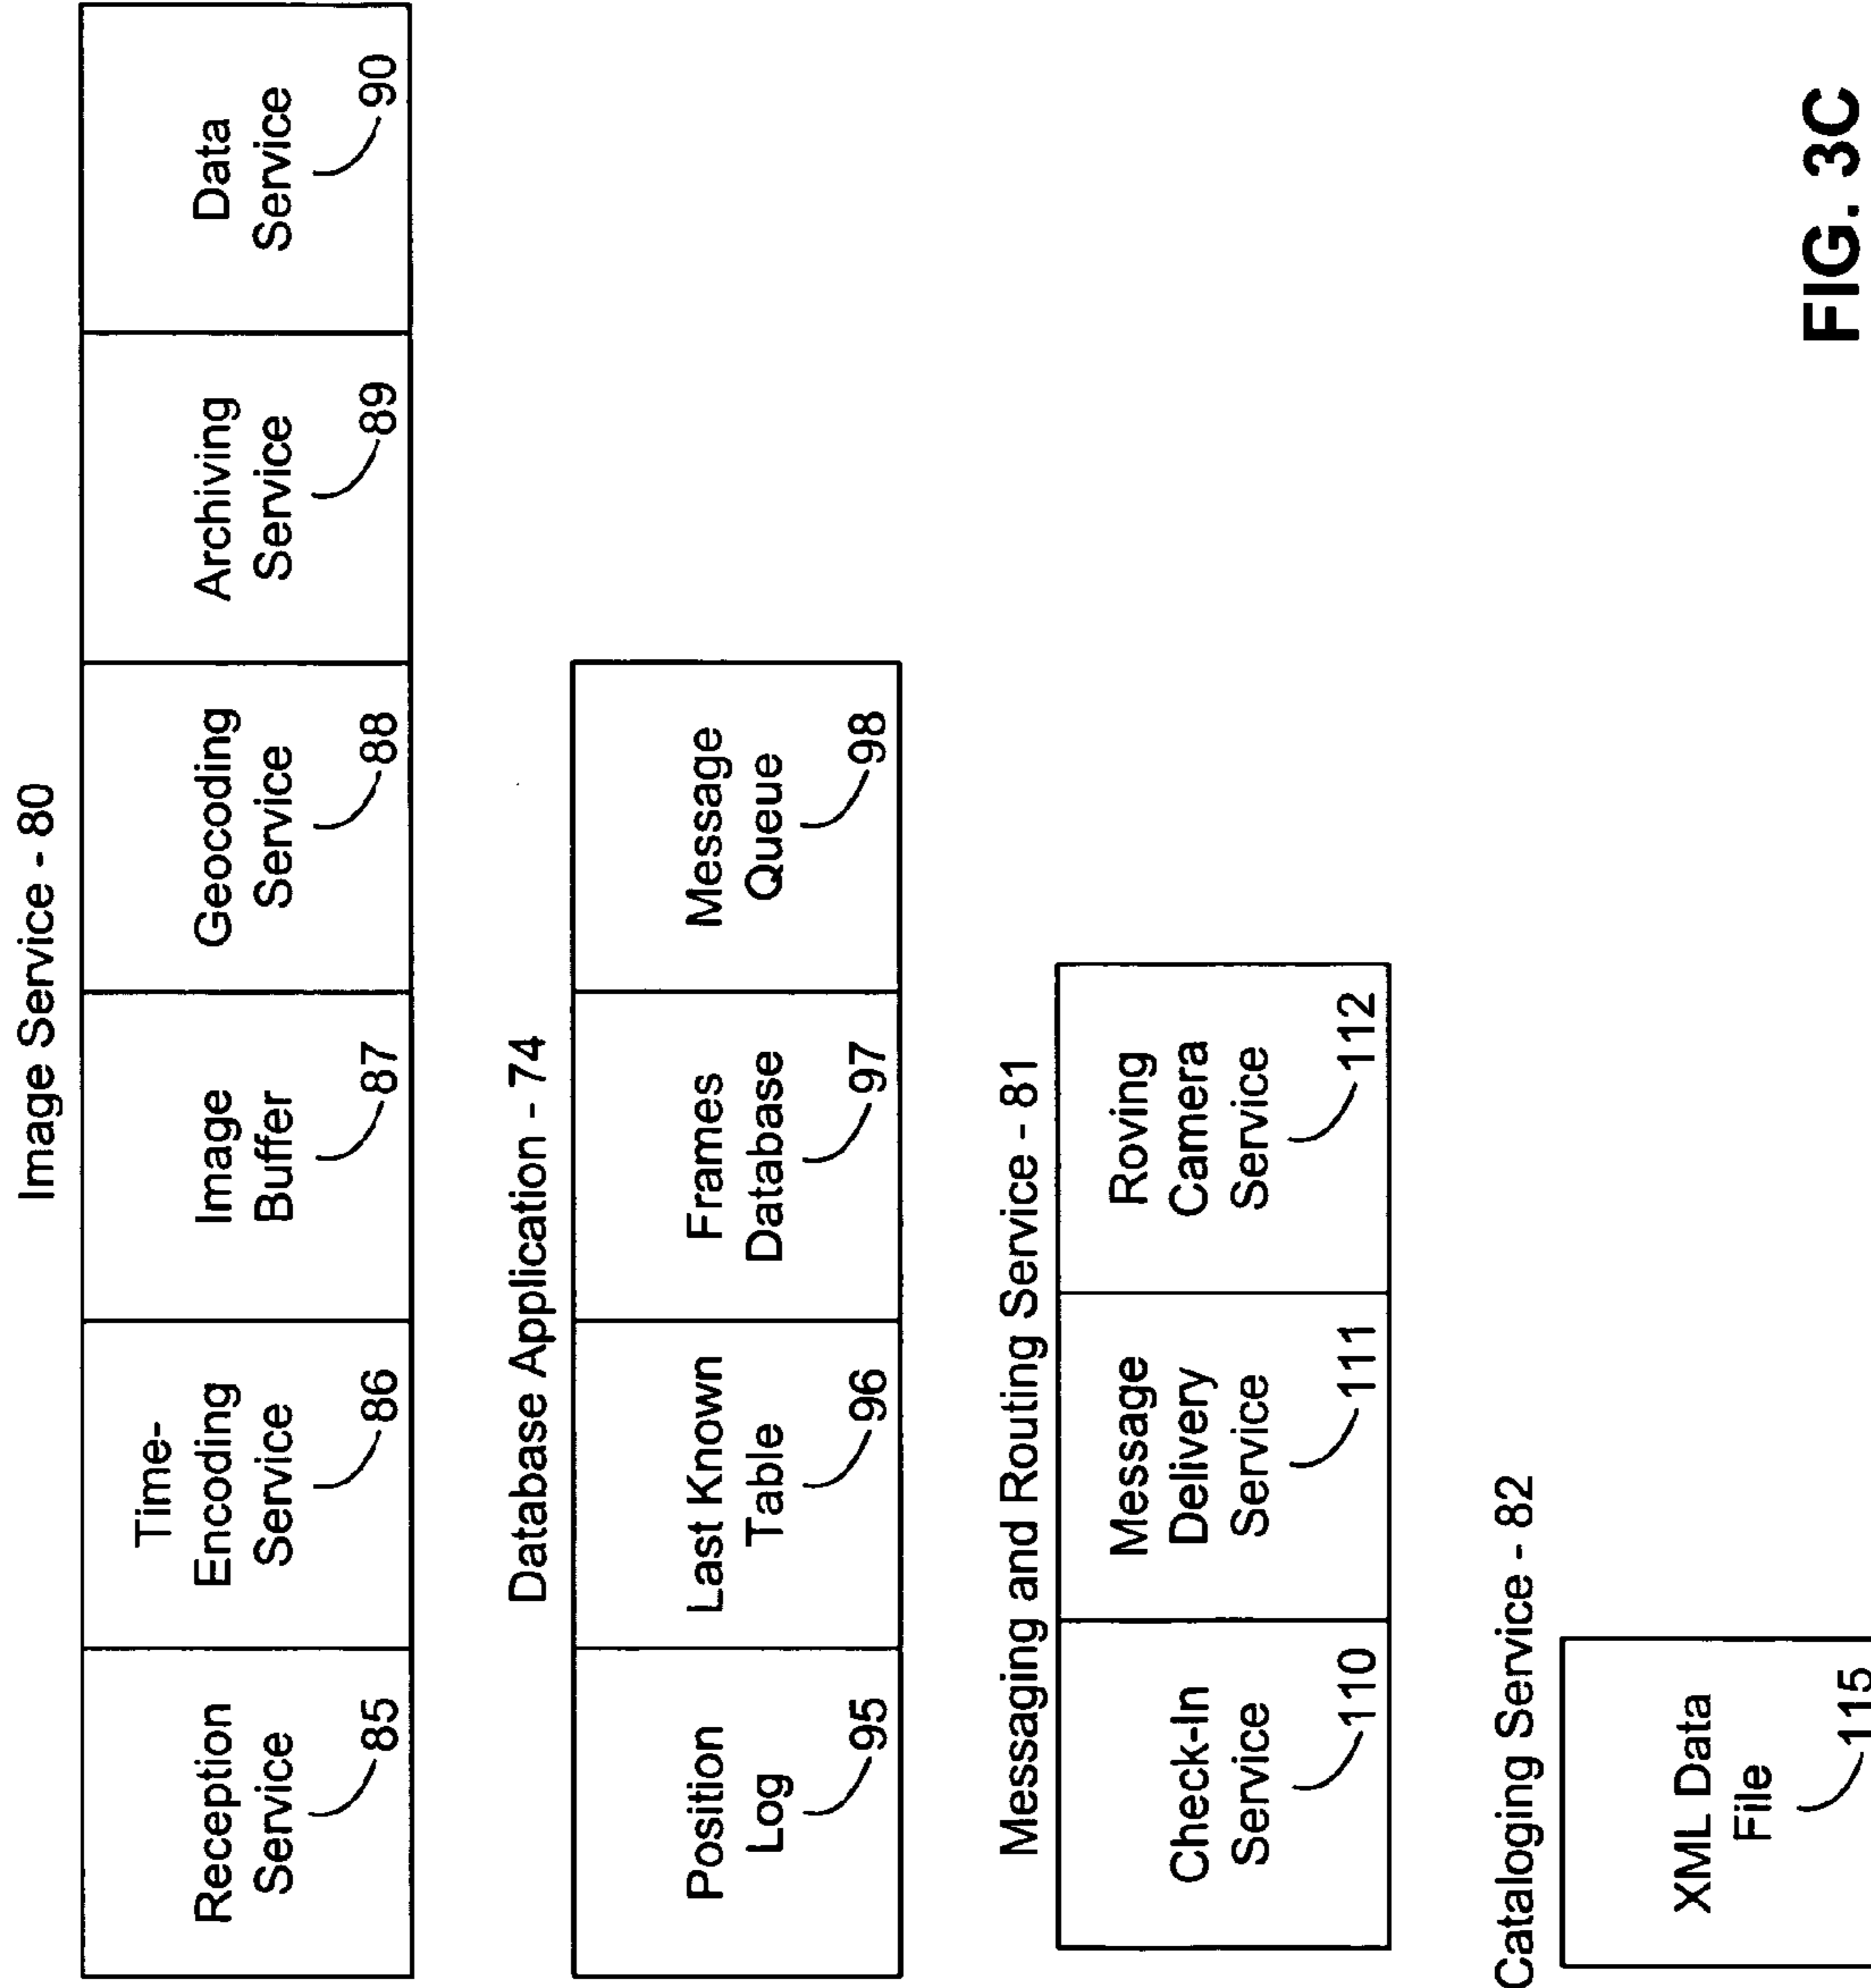 Image Service - 80
Reception
Service
85
Time-
Encoding
Service
86
Image
Buffer
87
Geocoding
Service
88
Archiving
Service
89
Data
Service
90
Database Application - 74
Position
Log
95
Last Known
Table
96
Frames
Database
97
Message
Queue
98
Messaging and Routing Service - 81
Check-In
Service
110
Message
Delivery
Service
111
Roving
Camera
Service
112
Cataloging Service - 82
XML Data
File
115
FIG. 3C